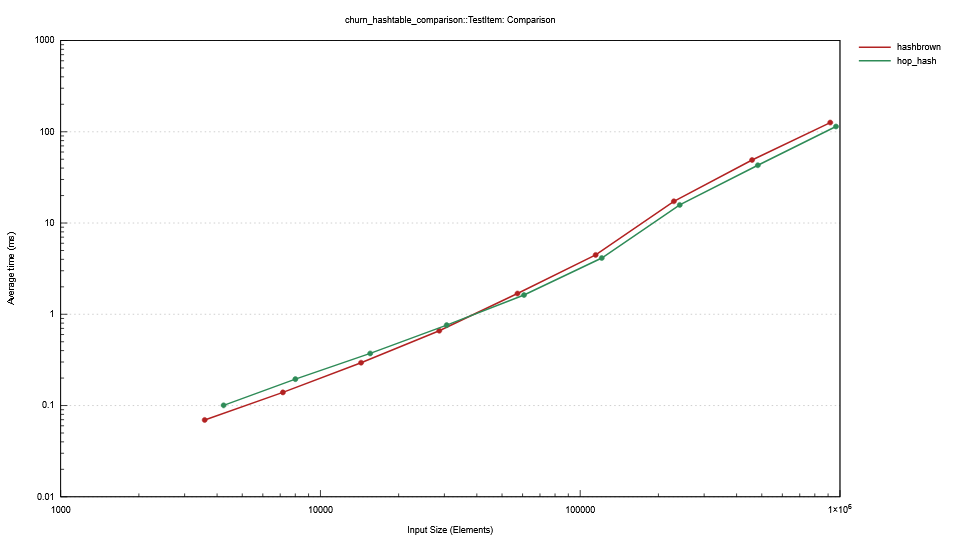 churn_hashtable_comparison::TestItem: Comparison
hashbrown
hop_hash
1000
100
10
1
0.1
0.01
Average time (ms)
1000
10000
100000
1×10⁶
Input Size (Elements)